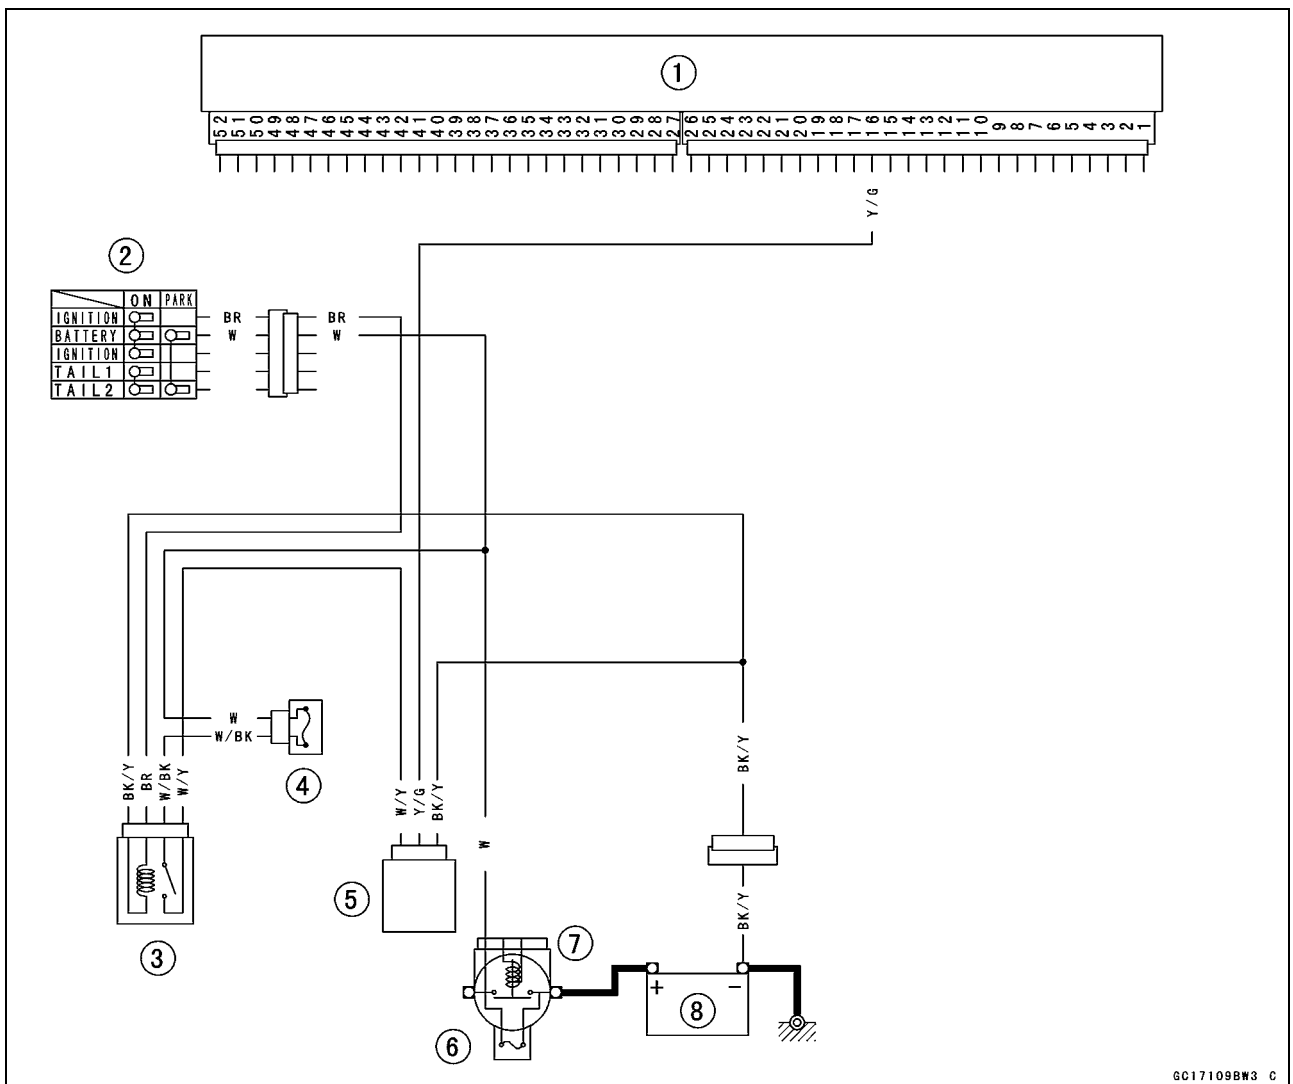 1
52 51 50 49 48 47 46 45 44 43 42 41 40 39 38 37 36 35 34 33 32 31 30 29 28 27 26 25 24 23 22 21 20 19 18 17 16 15 14 13 12 11 10 9 8 7 6 5 4 3 2 1
Y/G
2
ON PARK
IGNITION BR BR
BATTERY W W
IGNITION
TAIL1
TAIL2
W
W/BK
4
BK/Y BR W/BK W/Y
3
W/Y Y/G BK/Y
5
W
BK/Y
BK/Y
7
6
+ −
8
GC17109BW3 C